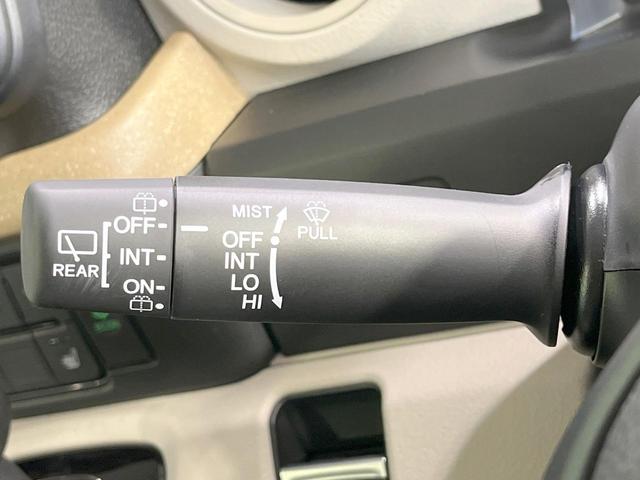 OFF
INT
ON
REAR
MIST
OFF
INT
LO
HI
PULL